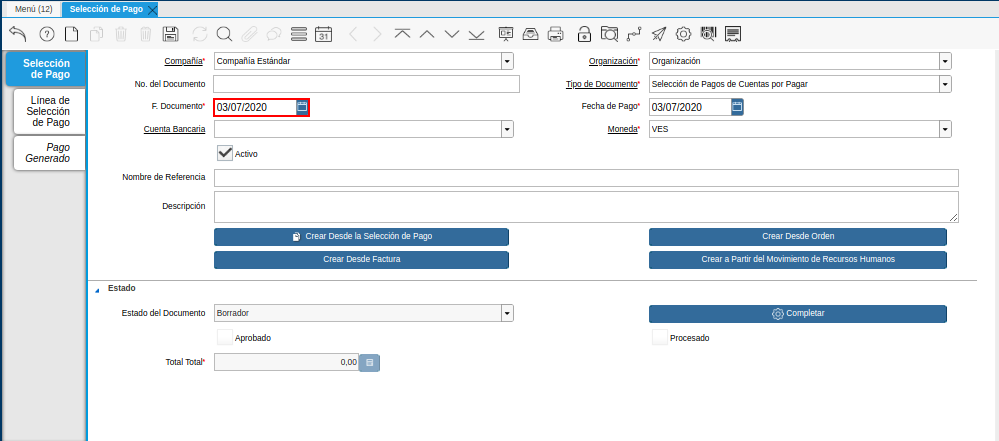 Menú (12) Selección de Pago
31
Selección de Pago
Línea de Selección de Pago
Pago Generado
Compañía* Compañía Estándar Organización* Organización
No. del Documento Tipo de Documento* Selección de Pagos de Cuentas por Pagar
F. Documento* 03/07/2020 Fecha de Pago* 03/07/2020
Cuenta Bancaria Moneda* VES
Activo
Nombre de Referencia
Descripción
Crear Desde la Selección de Pago Crear Desde Orden
Crear Desde Factura Crear a Partir del Movimiento de Recursos Humanos
Estado
Estado del Documento Borrador Completar
Aprobado Procesado
Total Total* 0,00